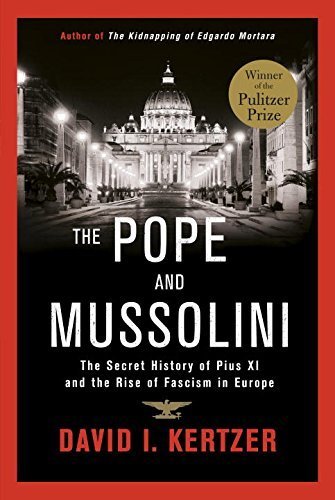 Author of The Kidnapping of Edgardo Mortara
Winner
of the
Pulitzer
Prize
THE POPE
AND
MUSSOLINI
The Secret History of Pius XI
and the Rise of Fascism in Europe
DAVID I. KERTZER